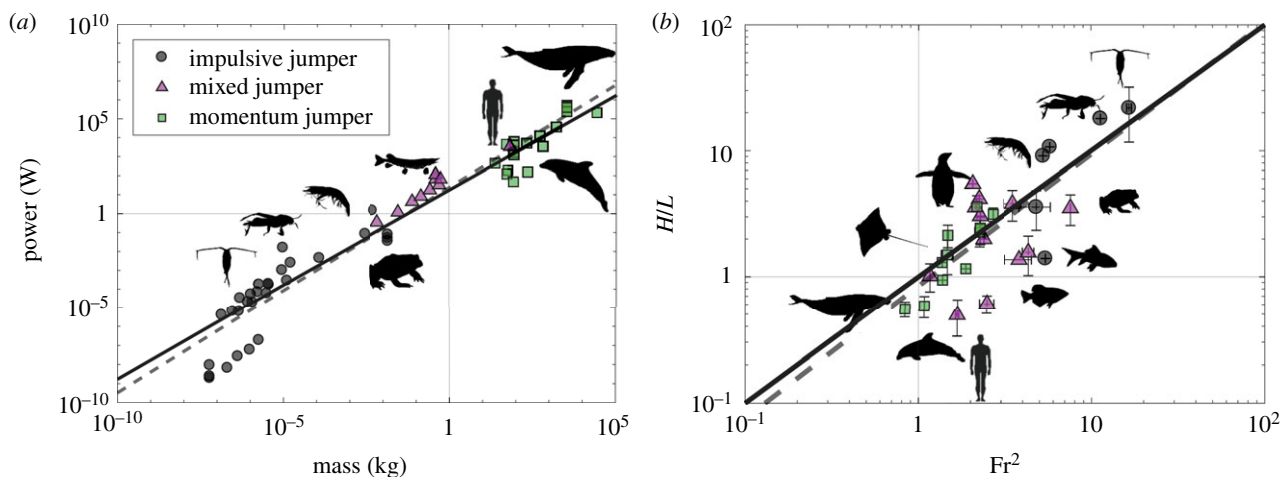 (a)
10^10
10^5
1
10^−5
10^−10
power (W)
impulsive jumper
mixed jumper
momentum jumper
10^−10
10^−5
1
10^5
mass (kg)
(b)
10^2
10
1
10^−1
H/L
10^−1
1
10
10^2
Fr^2